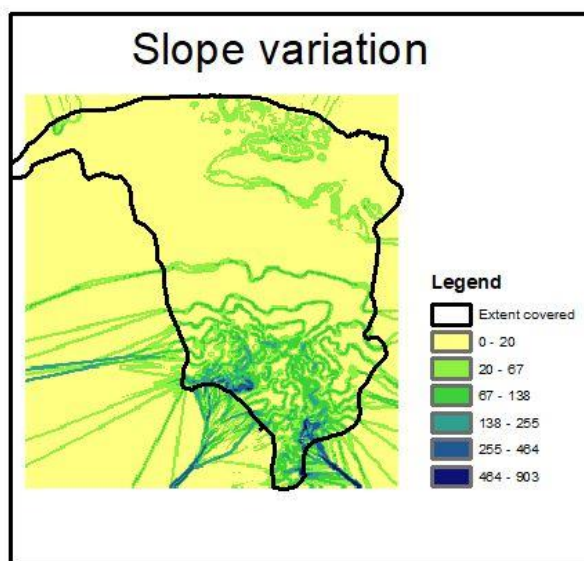 Slope variation
Legend
Extent covered
0 - 20
20 - 67
67 - 138
138 - 255
255 - 464
464 - 903